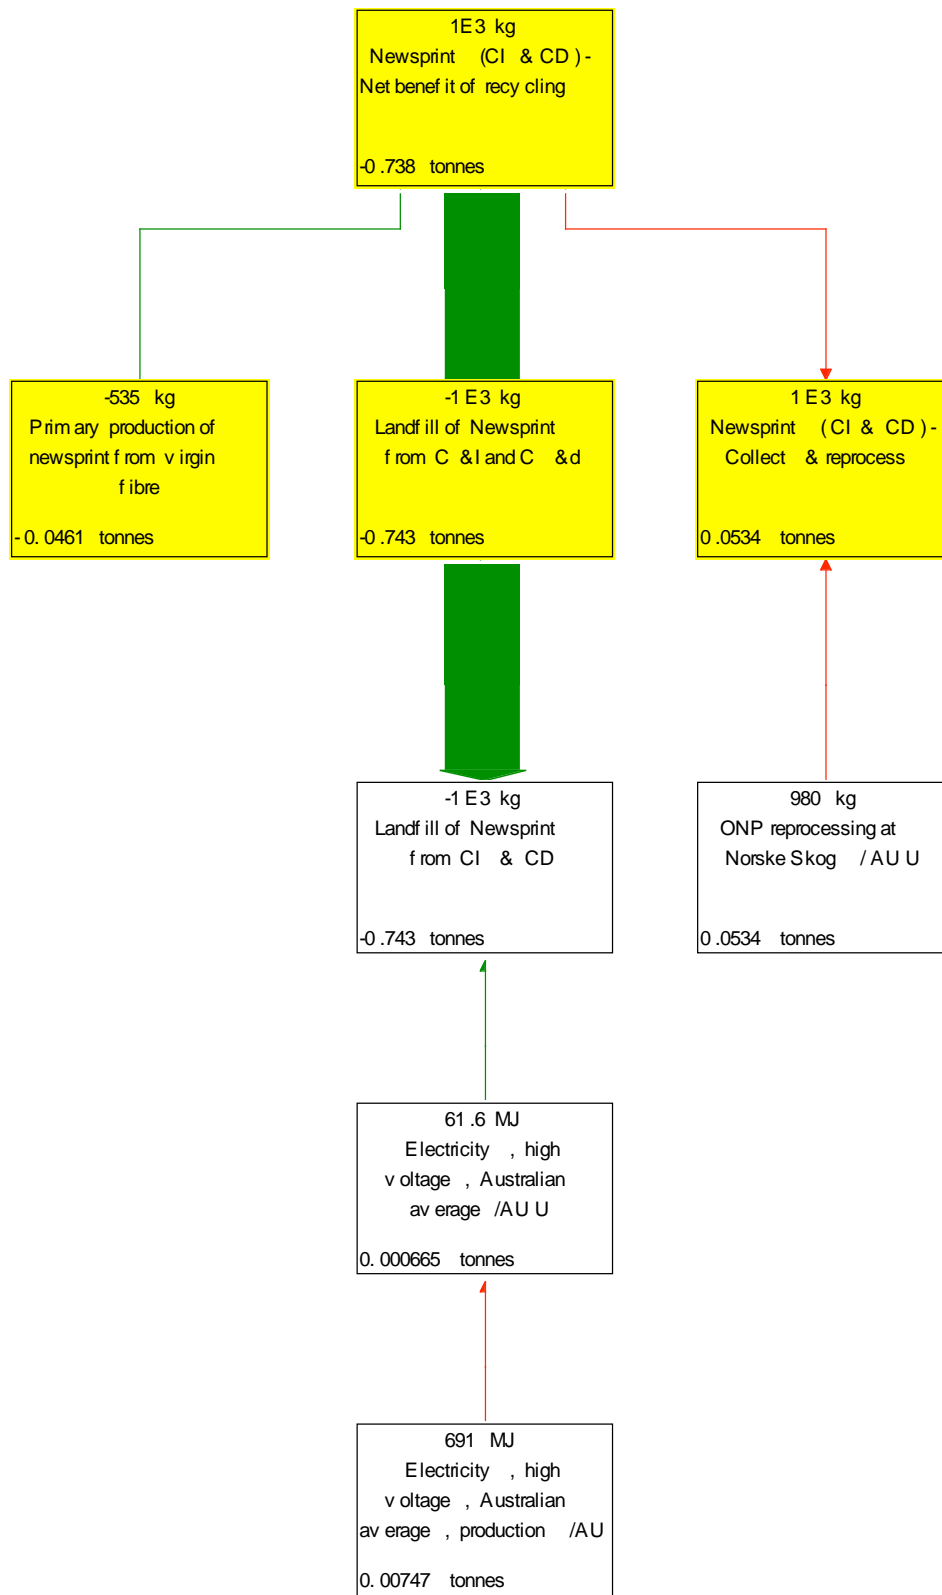 1E3 kg
Newsprint (CI & CD) -
Net benefit of recycling
-0.738 tonnes
-535 kg
Primary production of
newsprint from virgin
fibre
-0.0461 tonnes
-1E3 kg
Landfill of Newsprint
from C&I and C&d
-0.743 tonnes
1E3 kg
Newsprint (CI & CD) -
Collect & reprocess
0.0534 tonnes
-1E3 kg
Landfill of Newsprint
from CI & CD
-0.743 tonnes
980 kg
ONP reprocessing at
Norske Skog /AU U
0.0534 tonnes
61.6 MJ
Electricity, high
voltage, Australian
average /AU U
0.000665 tonnes
691 MJ
Electricity, high
voltage, Australian
average, production /AU
0.00747 tonnes